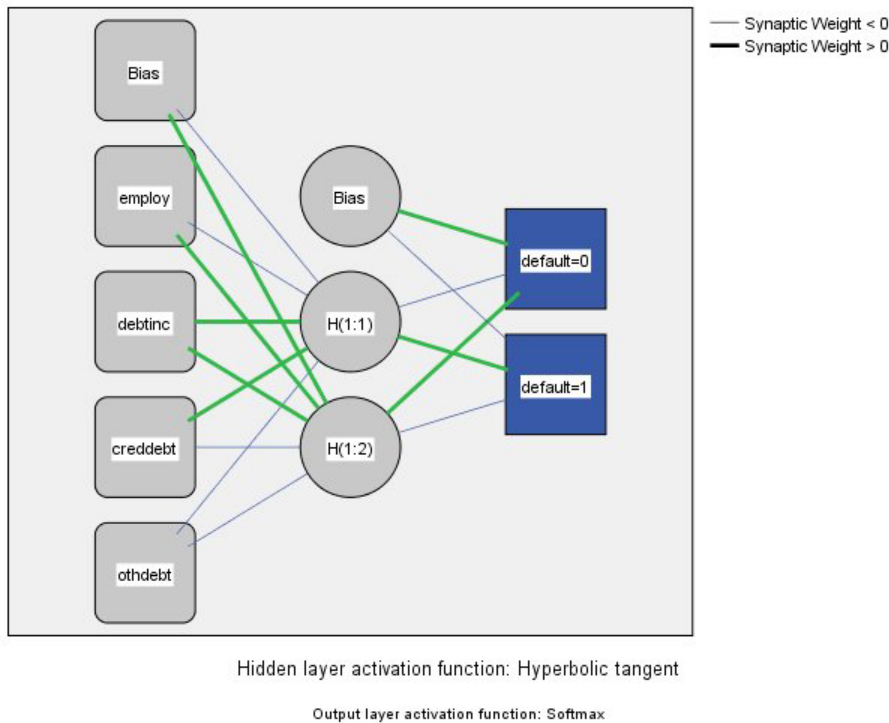 Synaptic Weight < 0
Synaptic Weight > 0
Bias
employ
Bias
default=0
debtinc
H(1:1)
default=1
creddebt
H(1:2)
othdebt
Hidden layer activation function: Hyperbolic tangent
Output layer activation function: Softmax